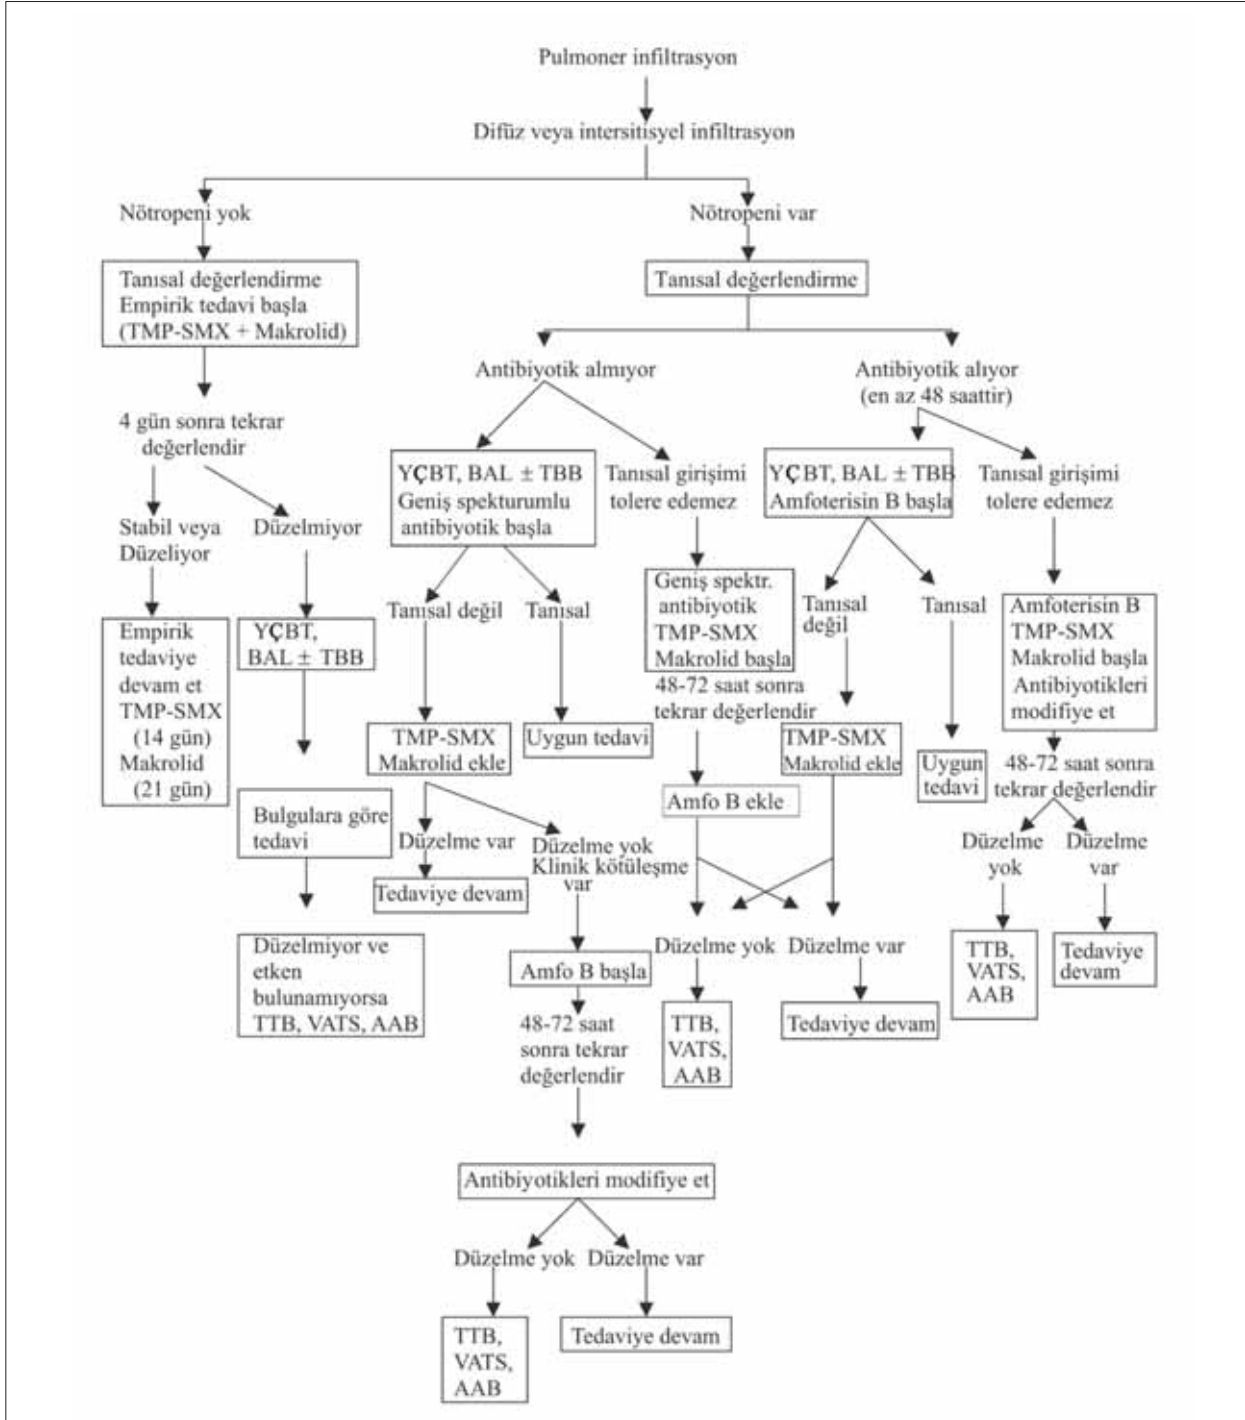 Pulmoner infiltrasyon
Difüz veya intersitisyel infiltrasyon
Nötropeni yok
Nötropeni var
Tanısal değerlendirme
Empirik tedavi başla
(TMP-SMX + Makrolid)
Tanısal değerlendirme
4 gün sonra tekrar
değerlendir
Antibiyotik almıyor
Antibiyotik alıyor
(en az 48 saattir)
Stabil veya
Düzeliyor
Düzelmiyor
YÇBT, BAL ± TBB
Geniş spekturumlu
antibiyotik başla
Tanısal girişimi
tolere edemez
YÇBT, BAL ± TBB
Amfoterisin B başla
Tanısal girişimi
tolere edemez
Empirik
tedaviye
devam et
TMP-SMX
(14 gün)
Makrolid
(21 gün)
YÇBT,
BAL ± TBB
Tanısal değil
Tanısal
Geniş spektr.
antibiyotik
TMP-SMX
Makrolid başla
48-72 saat sonra
tekrar değerlendir
Tanısal
değil
Tanısal
Amfoterisin B
TMP-SMX
Makrolid başla
Antibiyotikleri
modifiye et
TMP-SMX
Makrolid ekle
Uygun tedavi
TMP-SMX
Makrolid ekle
Uygun
tedavi
48-72 saat sonra
tekrar değerlendir
Bulgulara göre
tedavi
Amfo B ekle
Düzelme var
Düzelme yok
Klinik kötüleşme
var
Düzelme
yok
Düzelme
var
Tedaviye devam
Düzelmiyor ve
etken
bulunamıyorsa
TTB, VATS, AAB
Amfo B başla
Düzelme yok
Düzelme var
TTB,
VATS,
AAB
Tedaviye
devam
48-72 saat
sonra tekrar
değerlendir
TTB,
VATS,
AAB
Tedaviye devam
Antibiyotikleri modifiye et
Düzelme yok
Düzelme var
TTB,
VATS,
AAB
Tedaviye devam